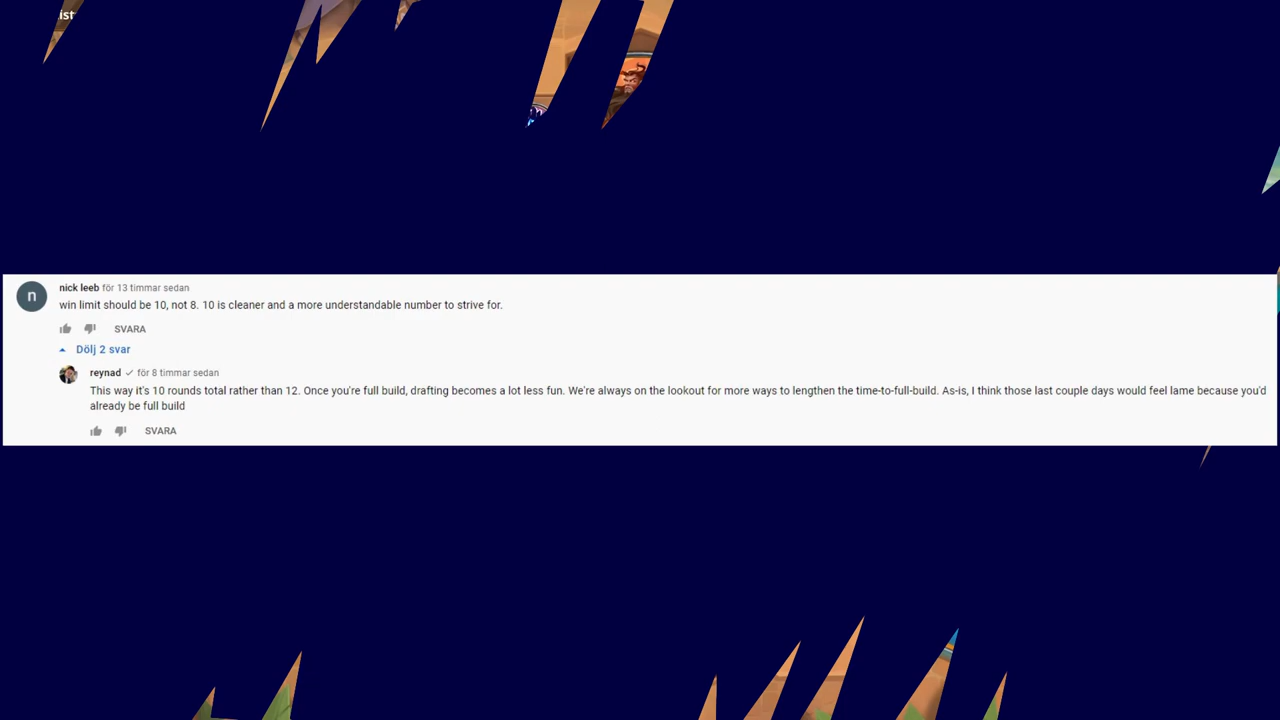 ist
n
nick leeb för 13 timmar sedan
win limit should be 10, not 8. 10 is cleaner and a more understandable number to strive for.
SVARA
Dölj 2 svar
reynad för 8 timmar sedan
This way it's 10 rounds total rather than 12. Once you're full build, drafting becomes a lot less fun. We're always on the lookout for more ways to lengthen the time-to-full-build. As-is, I think those last couple days would feel lame because you'd
already be full build
SVARA